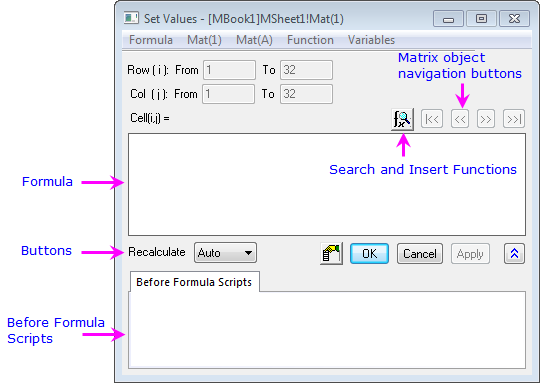 Set Values - [MBook1]MSheet1!Mat(1)
Formula Mat(1) Mat(A) Function Variables
Matrix object
navigation buttons
Row ( i ): From 1 To 32
Col ( j ): From 1 To 32
Cell(i,j) =
|<< << >> >>|
Search and Insert Functions
Formula
Buttons
Recalculate Auto OK Cancel Apply
Before Formula Scripts
Before Formula
Scripts